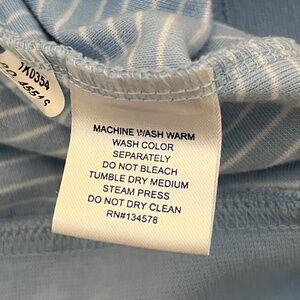 MACHINE WASH WARM
WASH COLOR
SEPARATELY
DO NOT BLEACH
TUMBLE DRY MEDIUM
STEAM PRESS
DO NOT DRY CLEAN
RN#134578